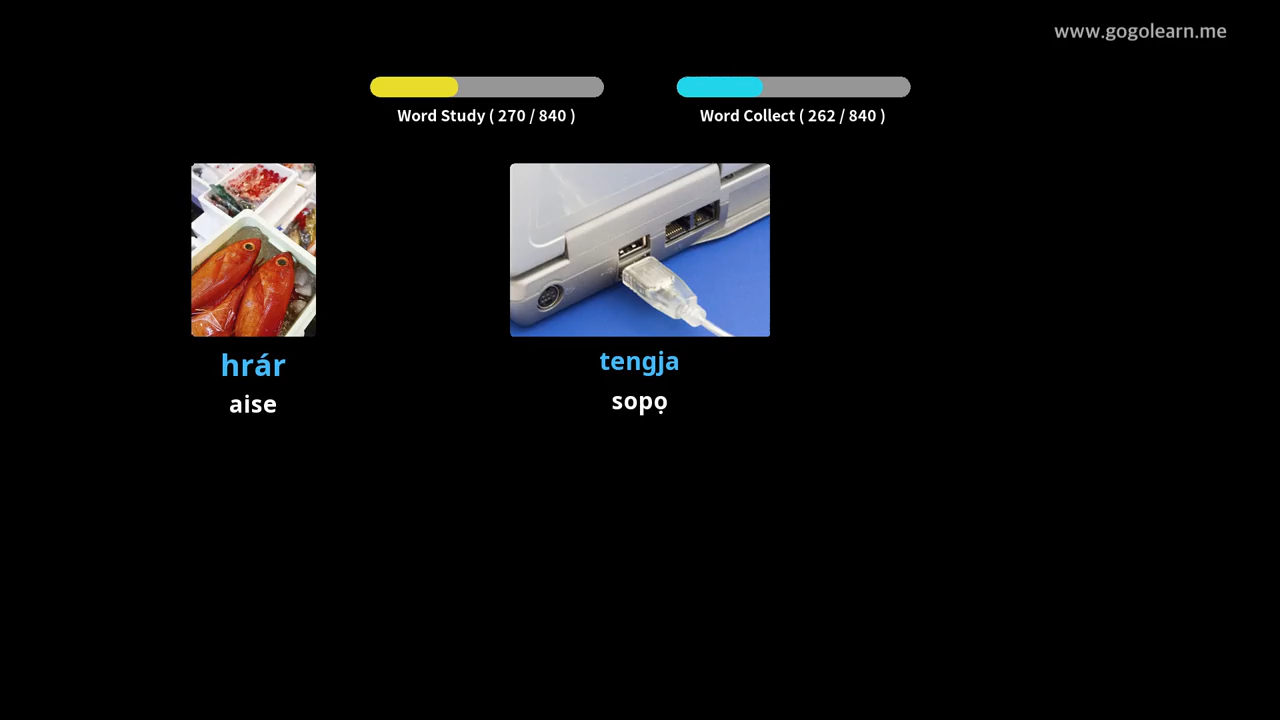 www.gogolearn.me
Word Study ( 270 / 840 )
Word Collect ( 262 / 840 )
hrár
aise
tengja
sopọ